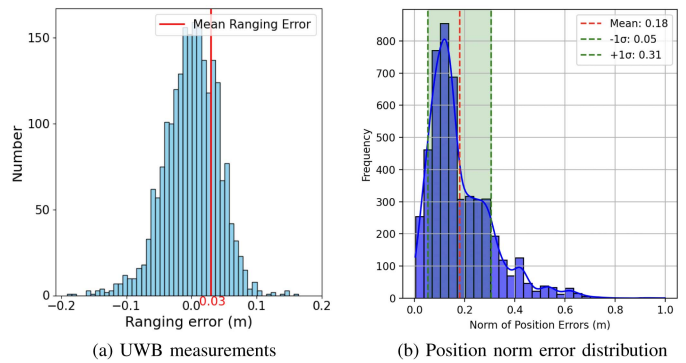 Mean Ranging Error
150
100
50
0
Number
−0.2 −0.1 0.0 0.1 0.2
0.03
Ranging error (m)
(a) UWB measurements
Mean: 0.18
-1σ: 0.05
+1σ: 0.31
800
700
600
500
400
300
200
100
0
Frequency
0.0 0.2 0.4 0.6 0.8 1.0
Norm of Position Errors (m)
(b) Position norm error distribution